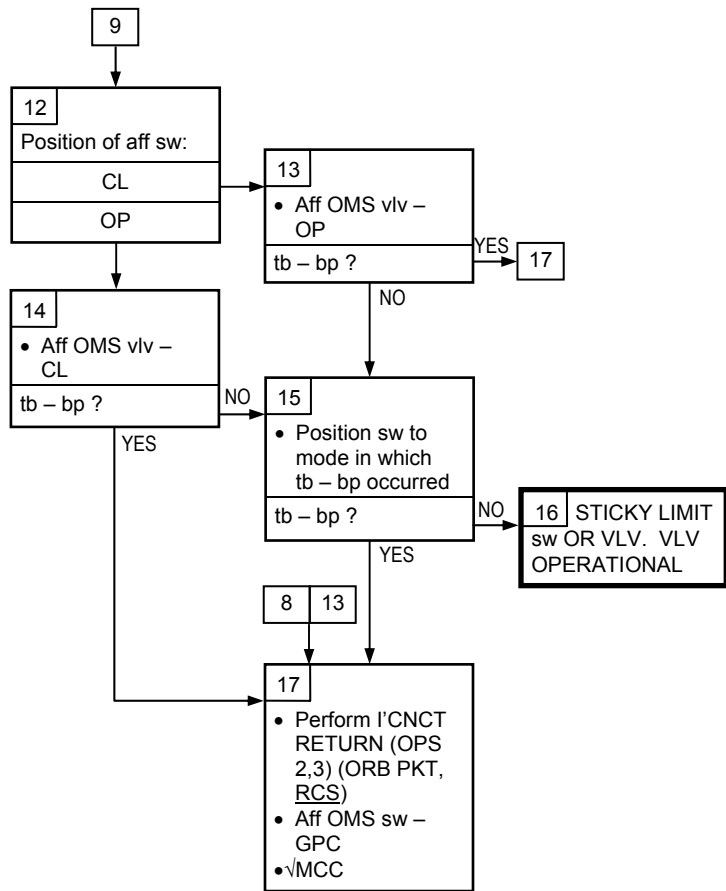 9
12
Position of aff sw:
CL
OP
13
• Aff OMS vlv –
OP
tb – bp ?
YES
17
NO
14
• Aff OMS vlv –
CL
tb – bp ?
NO
YES
15
• Position sw to
mode in which
tb – bp occurred
tb – bp ?
NO
16 STICKY LIMIT
sw OR VLV. VLV
OPERATIONAL
YES
8 13
17
• Perform I'CNCT
RETURN (OPS
2,3) (ORB PKT,
RCS)
• Aff OMS sw –
GPC
•√MCC